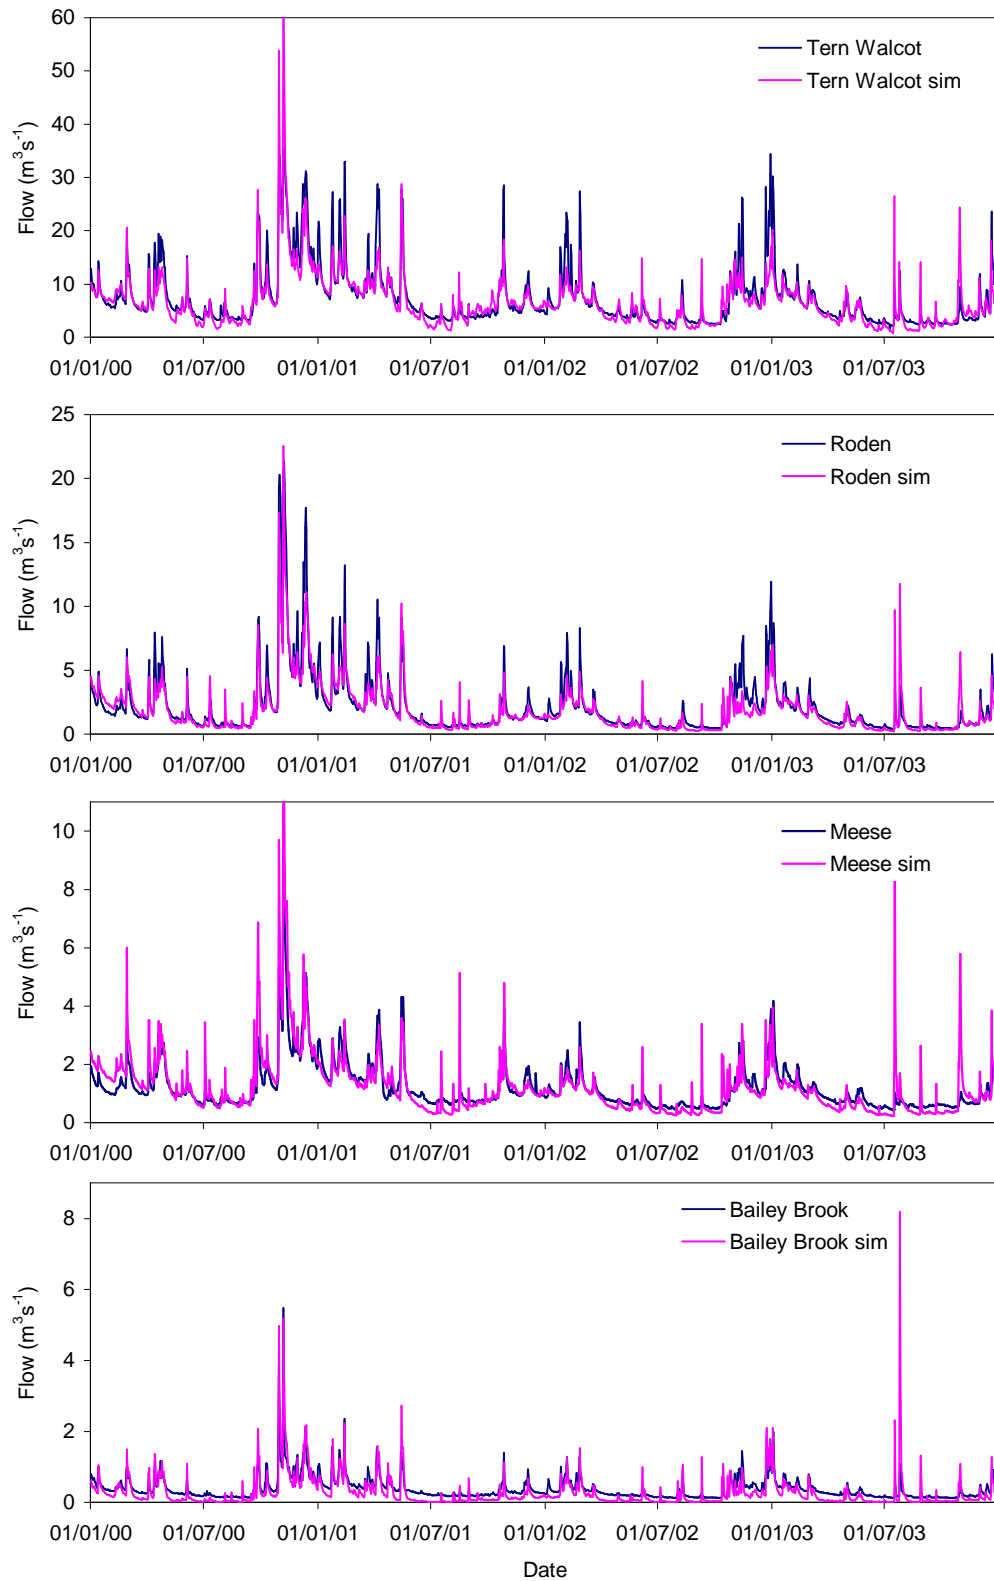 60
50
40
30
20
10
0
Flow (m³s⁻¹)
Tern Walcot
Tern Walcot sim
01/01/00 01/07/00 01/01/01 01/07/01 01/01/02 01/07/02 01/01/03 01/07/03
25
20
15
10
5
0
Flow (m³s⁻¹)
Roden
Roden sim
01/01/00 01/07/00 01/01/01 01/07/01 01/01/02 01/07/02 01/01/03 01/07/03
10
8
6
4
2
0
Flow (m³s⁻¹)
Meese
Meese sim
01/01/00 01/07/00 01/01/01 01/07/01 01/01/02 01/07/02 01/01/03 01/07/03
8
6
4
2
0
Flow (m³s⁻¹)
Bailey Brook
Bailey Brook sim
01/01/00 01/07/00 01/01/01 01/07/01 01/01/02 01/07/02 01/01/03 01/07/03
Date